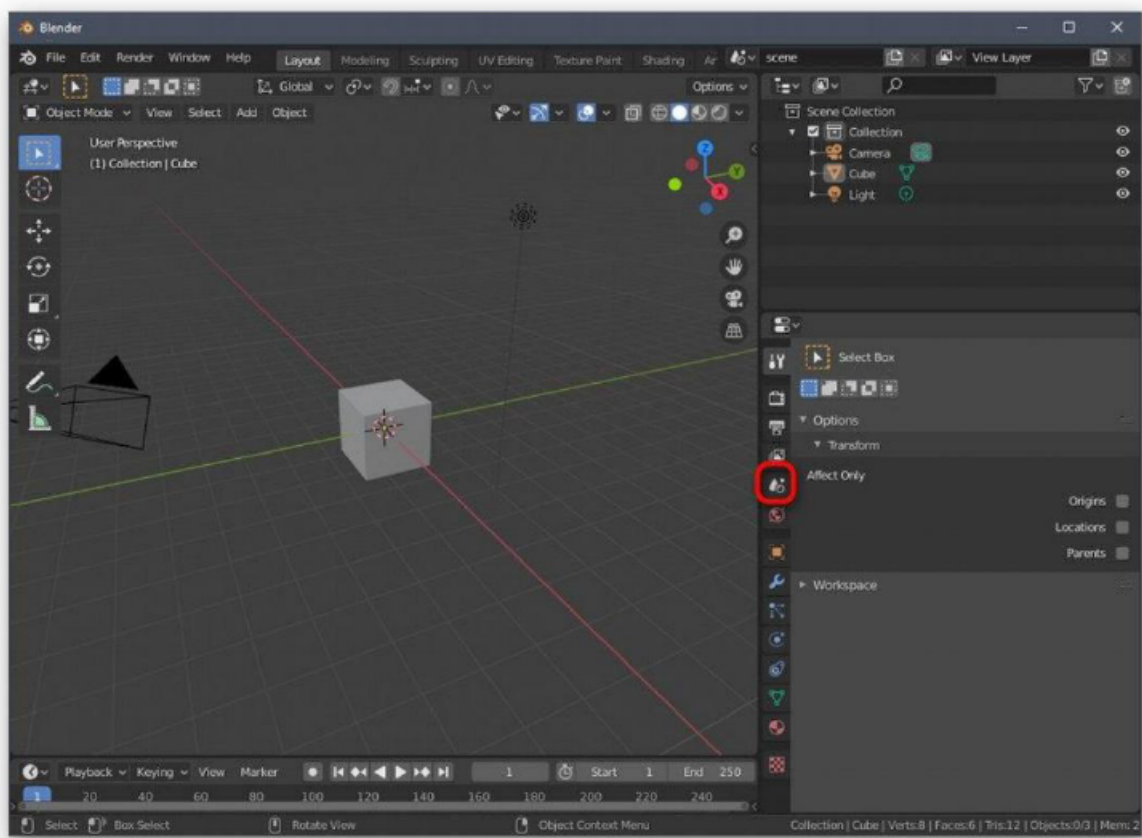 Blender
File Edit Render Window Help Layout Modeling Sculpting UV Editing Texture Paint Shading Ar scene View Layer
Global Options
Object Mode View Select Add Object
User Perspective
(1) Collection | Cube
Z
Y
X
Scene Collection
Collection
Camera
Cube
Light
Select Box
Options
Transform
Affect Only
Origins
Locations
Parents
Workspace
Playback Keying View Marker 1 Start 1 End 250
1 20 40 60 80 100 120 140 160 180 200 220 240
Select Box Select Rotate View Object Context Menu Collection | Cube | Verts:8 | Faces:6 | Tris:12 | Objects:0/3 | Mem: 2